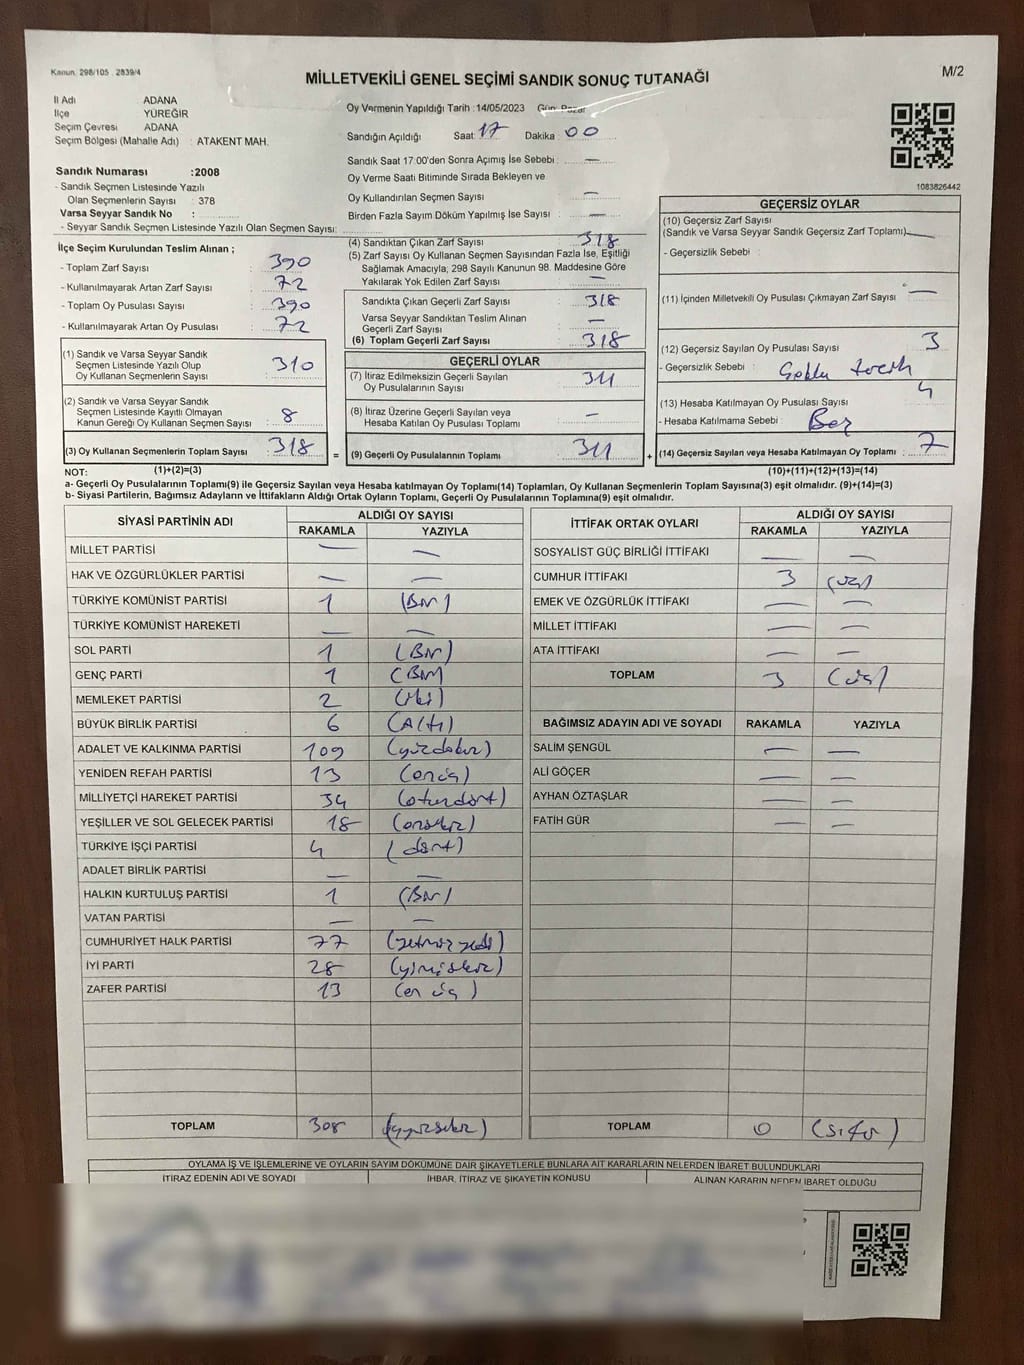 Kanun. 298/105 . 2839/4
MİLLETVEKİLİ GENEL SEÇİMİ SANDIK SONUÇ TUTANAĞI
M/2
İl Adı ADANA
İlçe YÜREĞİR
Seçim Çevresi ADANA
Seçim Bölgesi (Mahalle Adı) : ATAKENT MAH.
Oy Vermenin Yapıldığı Tarih : 14/05/2023 Gün: Pazar
Sandığın Açıldığı Saat 17 Dakika 00
Sandık Saat 17:00'den Sonra Açımış İse Sebebi : —
Oy Verme Saati Bitiminde Sırada Bekleyen ve
Oy Kullandırılan Seçmen Sayısı —
Birden Fazla Sayım Döküm Yapılmış İse Sayısı —
1083826442
Sandık Numarası :2008
- Sandık Seçmen Listesinde Yazılı
Olan Seçmenlerin Sayısı : 378
Varsa Seyyar Sandık No :
- Seyyar Sandık Seçmen Listesinde Yazılı Olan Seçmen Sayısı:
İlçe Seçim Kurulundan Teslim Alınan ;
- Toplam Zarf Sayısı : 390
- Kullanılmayarak Artan Zarf Sayısı : 72
- Toplam Oy Pusulası Sayısı : 390
- Kullanılmayarak Artan Oy Pusulası : 72
(1) Sandık ve Varsa Seyyar Sandık
Seçmen Listesinde Yazılı Olup
Oy Kullanan Seçmenlerin Sayısı 310
(2) Sandık ve Varsa Seyyar Sandık
Seçmen Listesinde Kayıtlı Olmayan
Kanun Gereği Oy Kullanan Seçmen Sayısı 8
(3) Oy Kullanan Seçmenlerin Toplam Sayısı 318 =
(4) Sandıktan Çıkan Zarf Sayısı 318
(5) Zarf Sayısı Oy Kullanan Seçmen Sayısından Fazla İse, Eşitliği
Sağlamak Amacıyla; 298 Sayılı Kanunun 98. Maddesine Göre
Yakılarak Yok Edilen Zarf Sayısı —
Sandıkta Çıkan Geçerli Zarf Sayısı 318
Varsa Seyyar Sandıktan Teslim Alınan
Geçerli Zarf Sayısı —
(6) Toplam Geçerli Zarf Sayısı 318
GEÇERLİ OYLAR
(7) İtiraz Edilmeksizin Geçerli Sayılan
Oy Pusulalarının Sayısı 311
(8) İtiraz Üzerine Geçerli Sayılan veya
Hesaba Katılan Oy Pusulası Toplamı —
(9) Geçerli Oy Pusulalarının Toplamı 311 +
GEÇERSİZ OYLAR
(10) Geçersiz Zarf Sayısı
(Sandık ve Varsa Seyyar Sandık Geçersiz Zarf Toplamı) —
- Geçersizlik Sebebi :
(11) İçinden Milletvekili Oy Pusulası Çıkmayan Zarf Sayısı —
(12) Geçersiz Sayılan Oy Pusulası Sayısı 3
- Geçersizlik Sebebi :
(13) Hesaba Katılmayan Oy Pusulası Sayısı 4
- Hesaba Katılmama Sebebi : Boş
(14) Geçersiz Sayılan veya Hesaba Katılmayan Oy Toplamı : 7
NOT: (1)+(2)=(3) (10)+(11)+(12)+(13)=(14)
a- Geçerli Oy Pusulalarının Toplamı(9) ile Geçersiz Sayılan veya Hesaba katılmayan Oy Toplamı(14) Toplamları, Oy Kullanan Seçmenlerin Toplam Sayısına(3) eşit olmalıdır. (9)+(14)=(3)
b- Siyasi Partilerin, Bağımsız Adayların ve İttifakların Aldığı Ortak Oyların Toplamı, Geçerli Oy Pusulalarının Toplamına(9) eşit olmalıdır.
SİYASİ PARTİNİN ADI ALDIĞI OY SAYISI
RAKAMLA YAZIYLA
MİLLET PARTİSİ — —
HAK VE ÖZGÜRLÜKLER PARTİSİ — —
TÜRKİYE KOMÜNİST PARTİSİ 1 (Bir)
TÜRKİYE KOMÜNİST HAREKETİ — —
SOL PARTİ 1 (Bir)
GENÇ PARTİ 1 (Bir)
MEMLEKET PARTİSİ 2 (iki)
BÜYÜK BİRLİK PARTİSİ 6 (Altı)
ADALET VE KALKINMA PARTİSİ 109 (yüzdokuz)
YENİDEN REFAH PARTİSİ 13 (onüç)
MİLLİYETÇİ HAREKET PARTİSİ 34 (otuzdört)
YEŞİLLER VE SOL GELECEK PARTİSİ 18 (onsekiz)
TÜRKİYE İŞÇİ PARTİSİ 4 (dört)
ADALET BİRLİK PARTİSİ — —
HALKIN KURTULUŞ PARTİSİ 1 (Bir)
VATAN PARTİSİ — —
CUMHURİYET HALK PARTİSİ 77 (yetmiş yedi)
İYİ PARTİ 28 (yirmisekiz)
ZAFER PARTİSİ 13 (on üç)
TOPLAM 308 (üçyüzsekiz)
İTTİFAK ORTAK OYLARI ALDIĞI OY SAYISI
RAKAMLA YAZIYLA
SOSYALİST GÜÇ BİRLİĞİ İTTİFAKI — —
CUMHUR İTTİFAKI 3 (üç)
EMEK VE ÖZGÜRLÜK İTTİFAKI — —
MİLLET İTTİFAKI — —
ATA İTTİFAKI — —
TOPLAM 3 (üç)
BAĞIMSIZ ADAYIN ADI VE SOYADI RAKAMLA YAZIYLA
SALİM ŞENGÜL — —
ALİ GÖÇER — —
AYHAN ÖZTAŞLAR — —
FATİH GÜR — —
TOPLAM 0 (sıfır)
OYLAMA İŞ VE İŞLEMLERİNE VE OYLARIN SAYIM DÖKÜMÜNE DAİR ŞİKAYETLERLE BUNLARA AİT KARARLARIN NELERDEN İBARET BULUNDUKLARI
İTİRAZ EDENİN ADI VE SOYADI İHBAR, İTİRAZ VE ŞİKAYETİN KONUSU ALINAN KARARIN NEDEN İBARET OLDUĞU